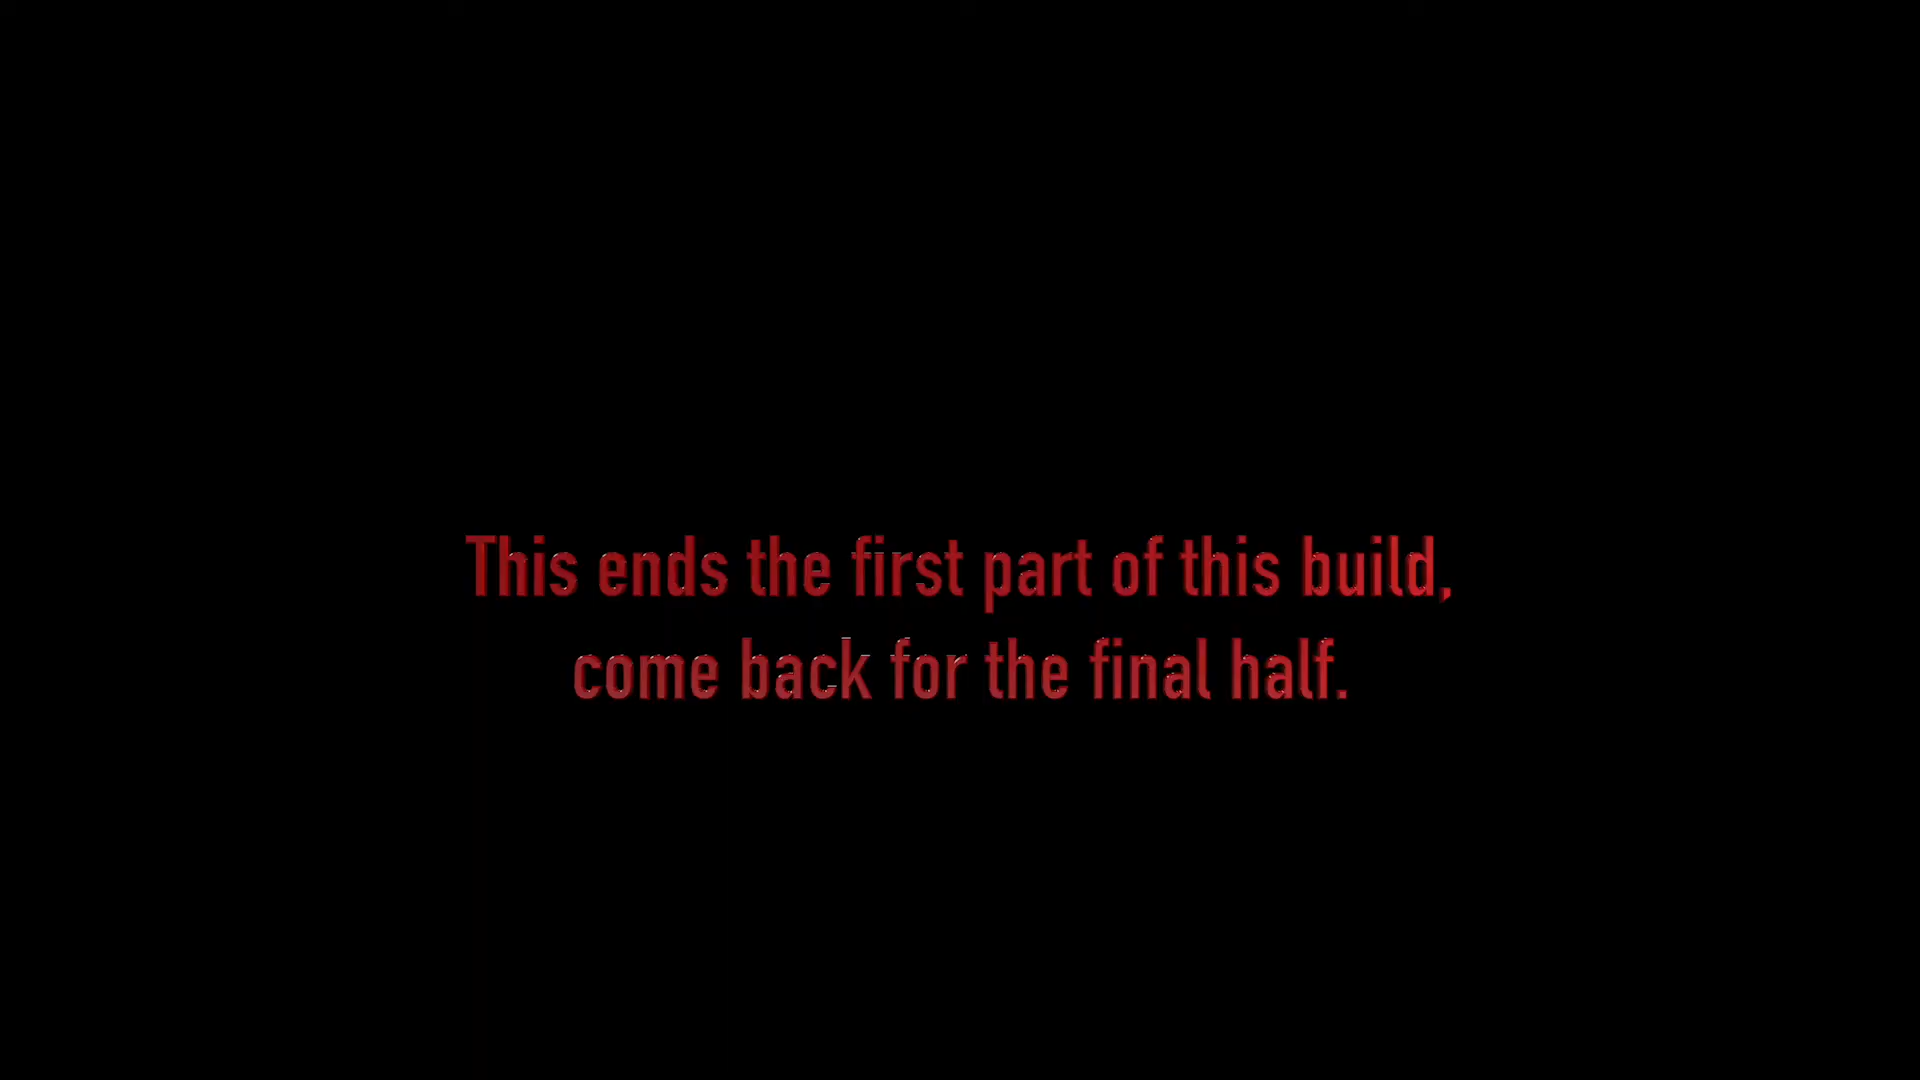 This ends the first part of this build,
come back for the final half.